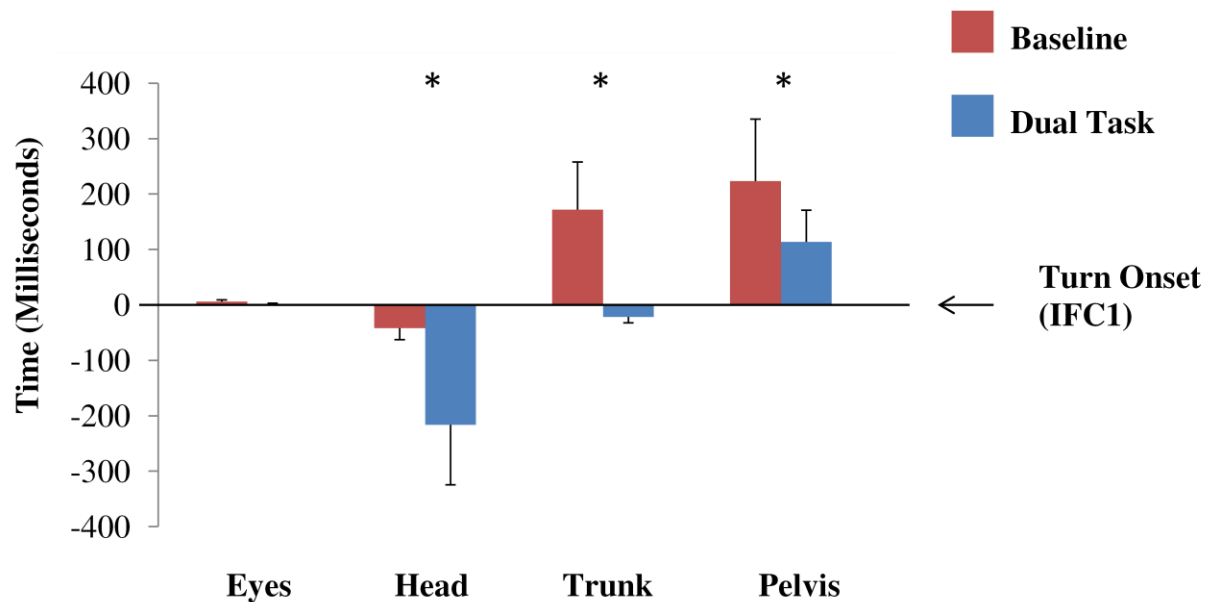 Baseline
Dual Task
* * *
400
300
200
100
0
-100
-200
-300
-400
Time (Milliseconds)
Turn Onset
(IFC1)
Eyes Head Trunk Pelvis